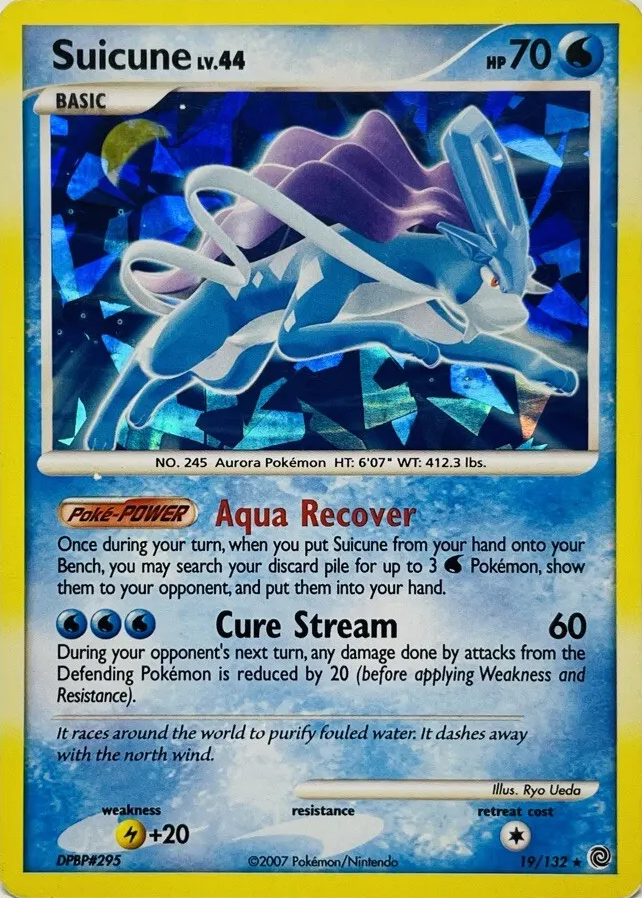 Suicune LV.44 HP 70
BASIC
NO. 245 Aurora Pokémon HT: 6'07" WT: 412.3 lbs.
Poké-POWER Aqua Recover
Once during your turn, when you put Suicune from your hand onto your
Bench, you may search your discard pile for up to 3 Pokémon, show
them to your opponent, and put them into your hand.
Cure Stream 60
During your opponent's next turn, any damage done by attacks from the
Defending Pokémon is reduced by 20 (before applying Weakness and
Resistance).
It races around the world to purify fouled water. It dashes away
with the north wind.
Illus. Ryo Ueda
weakness resistance retreat cost
+20
DPBP#295 ©2007 Pokémon/Nintendo 19/132 ★